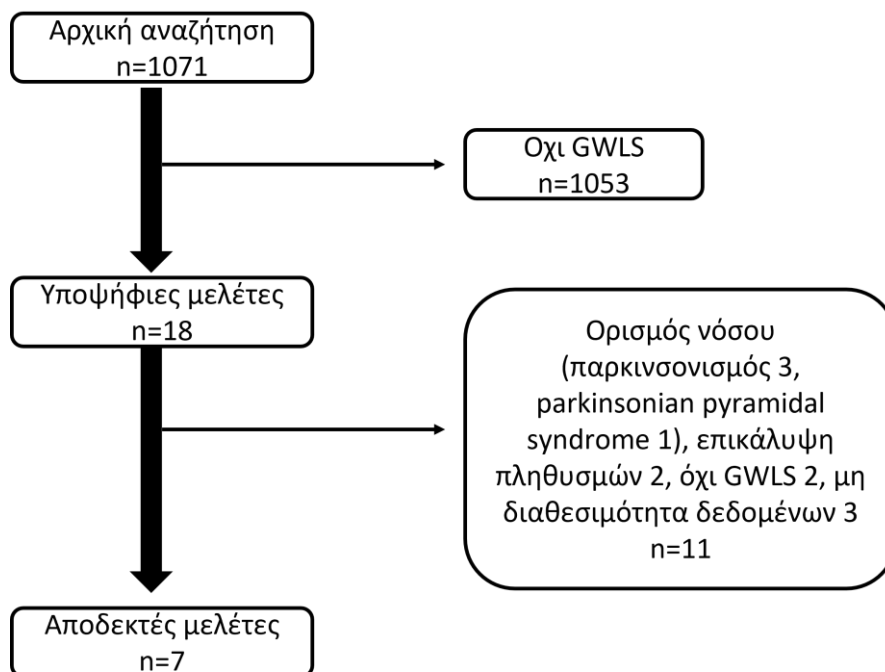 Αρχική αναζήτηση
n=1071
Οχι GWLS
n=1053
Υποψήφιες μελέτες
n=18
Ορισμός νόσου
(παρκινσονισμός 3,
parkinsonian pyramidal
syndrome 1), επικάλυψη
πληθυσμών 2, όχι GWLS 2, μη
διαθεσιμότητα δεδομένων 3
n=11
Αποδεκτές μελέτες
n=7